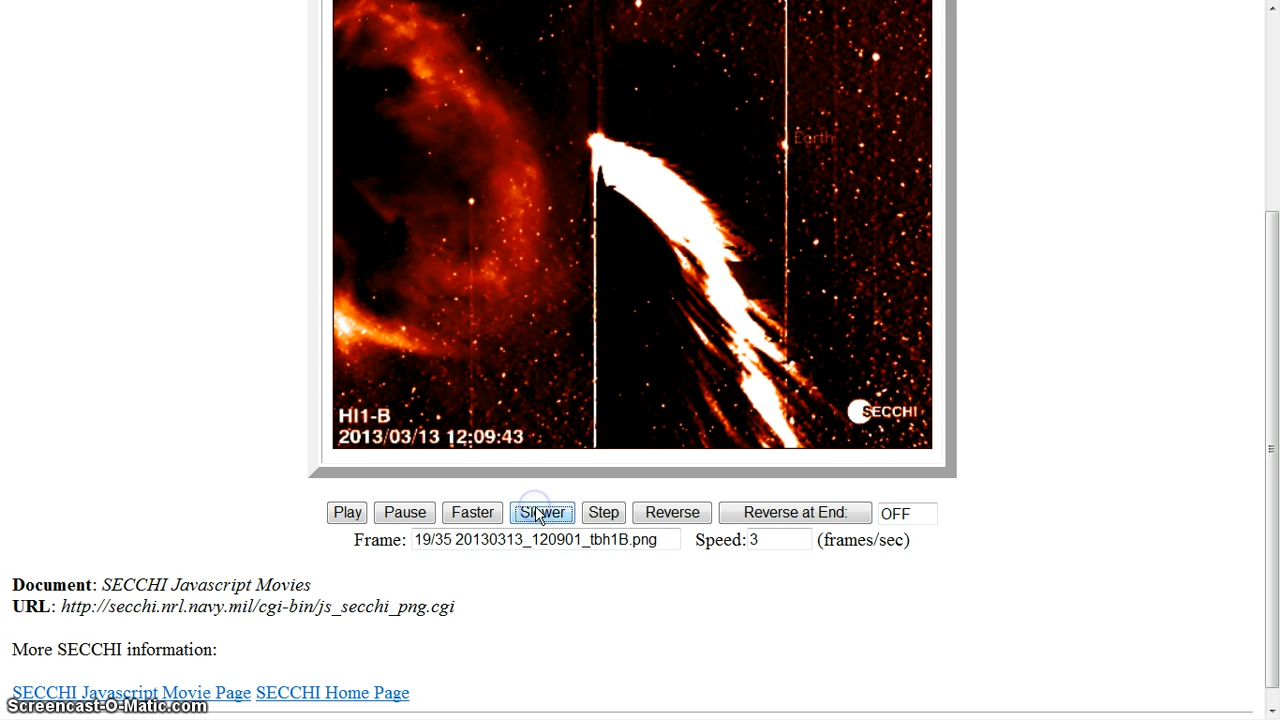 Earth
HI1-B
2013/03/13 12:09:43
SECCHI
Play Pause Faster Slower Step Reverse Reverse at End: OFF
Frame: 19/35 20130313_120901_tbh1B.png Speed: 3 (frames/sec)
Document: SECCHI Javascript Movies
URL: http://secchi.nrl.navy.mil/cgi-bin/js_secchi_png.cgi
More SECCHI information:
SECCHI Javascript Movie Page SECCHI Home Page
Screencast-O-Matic.com